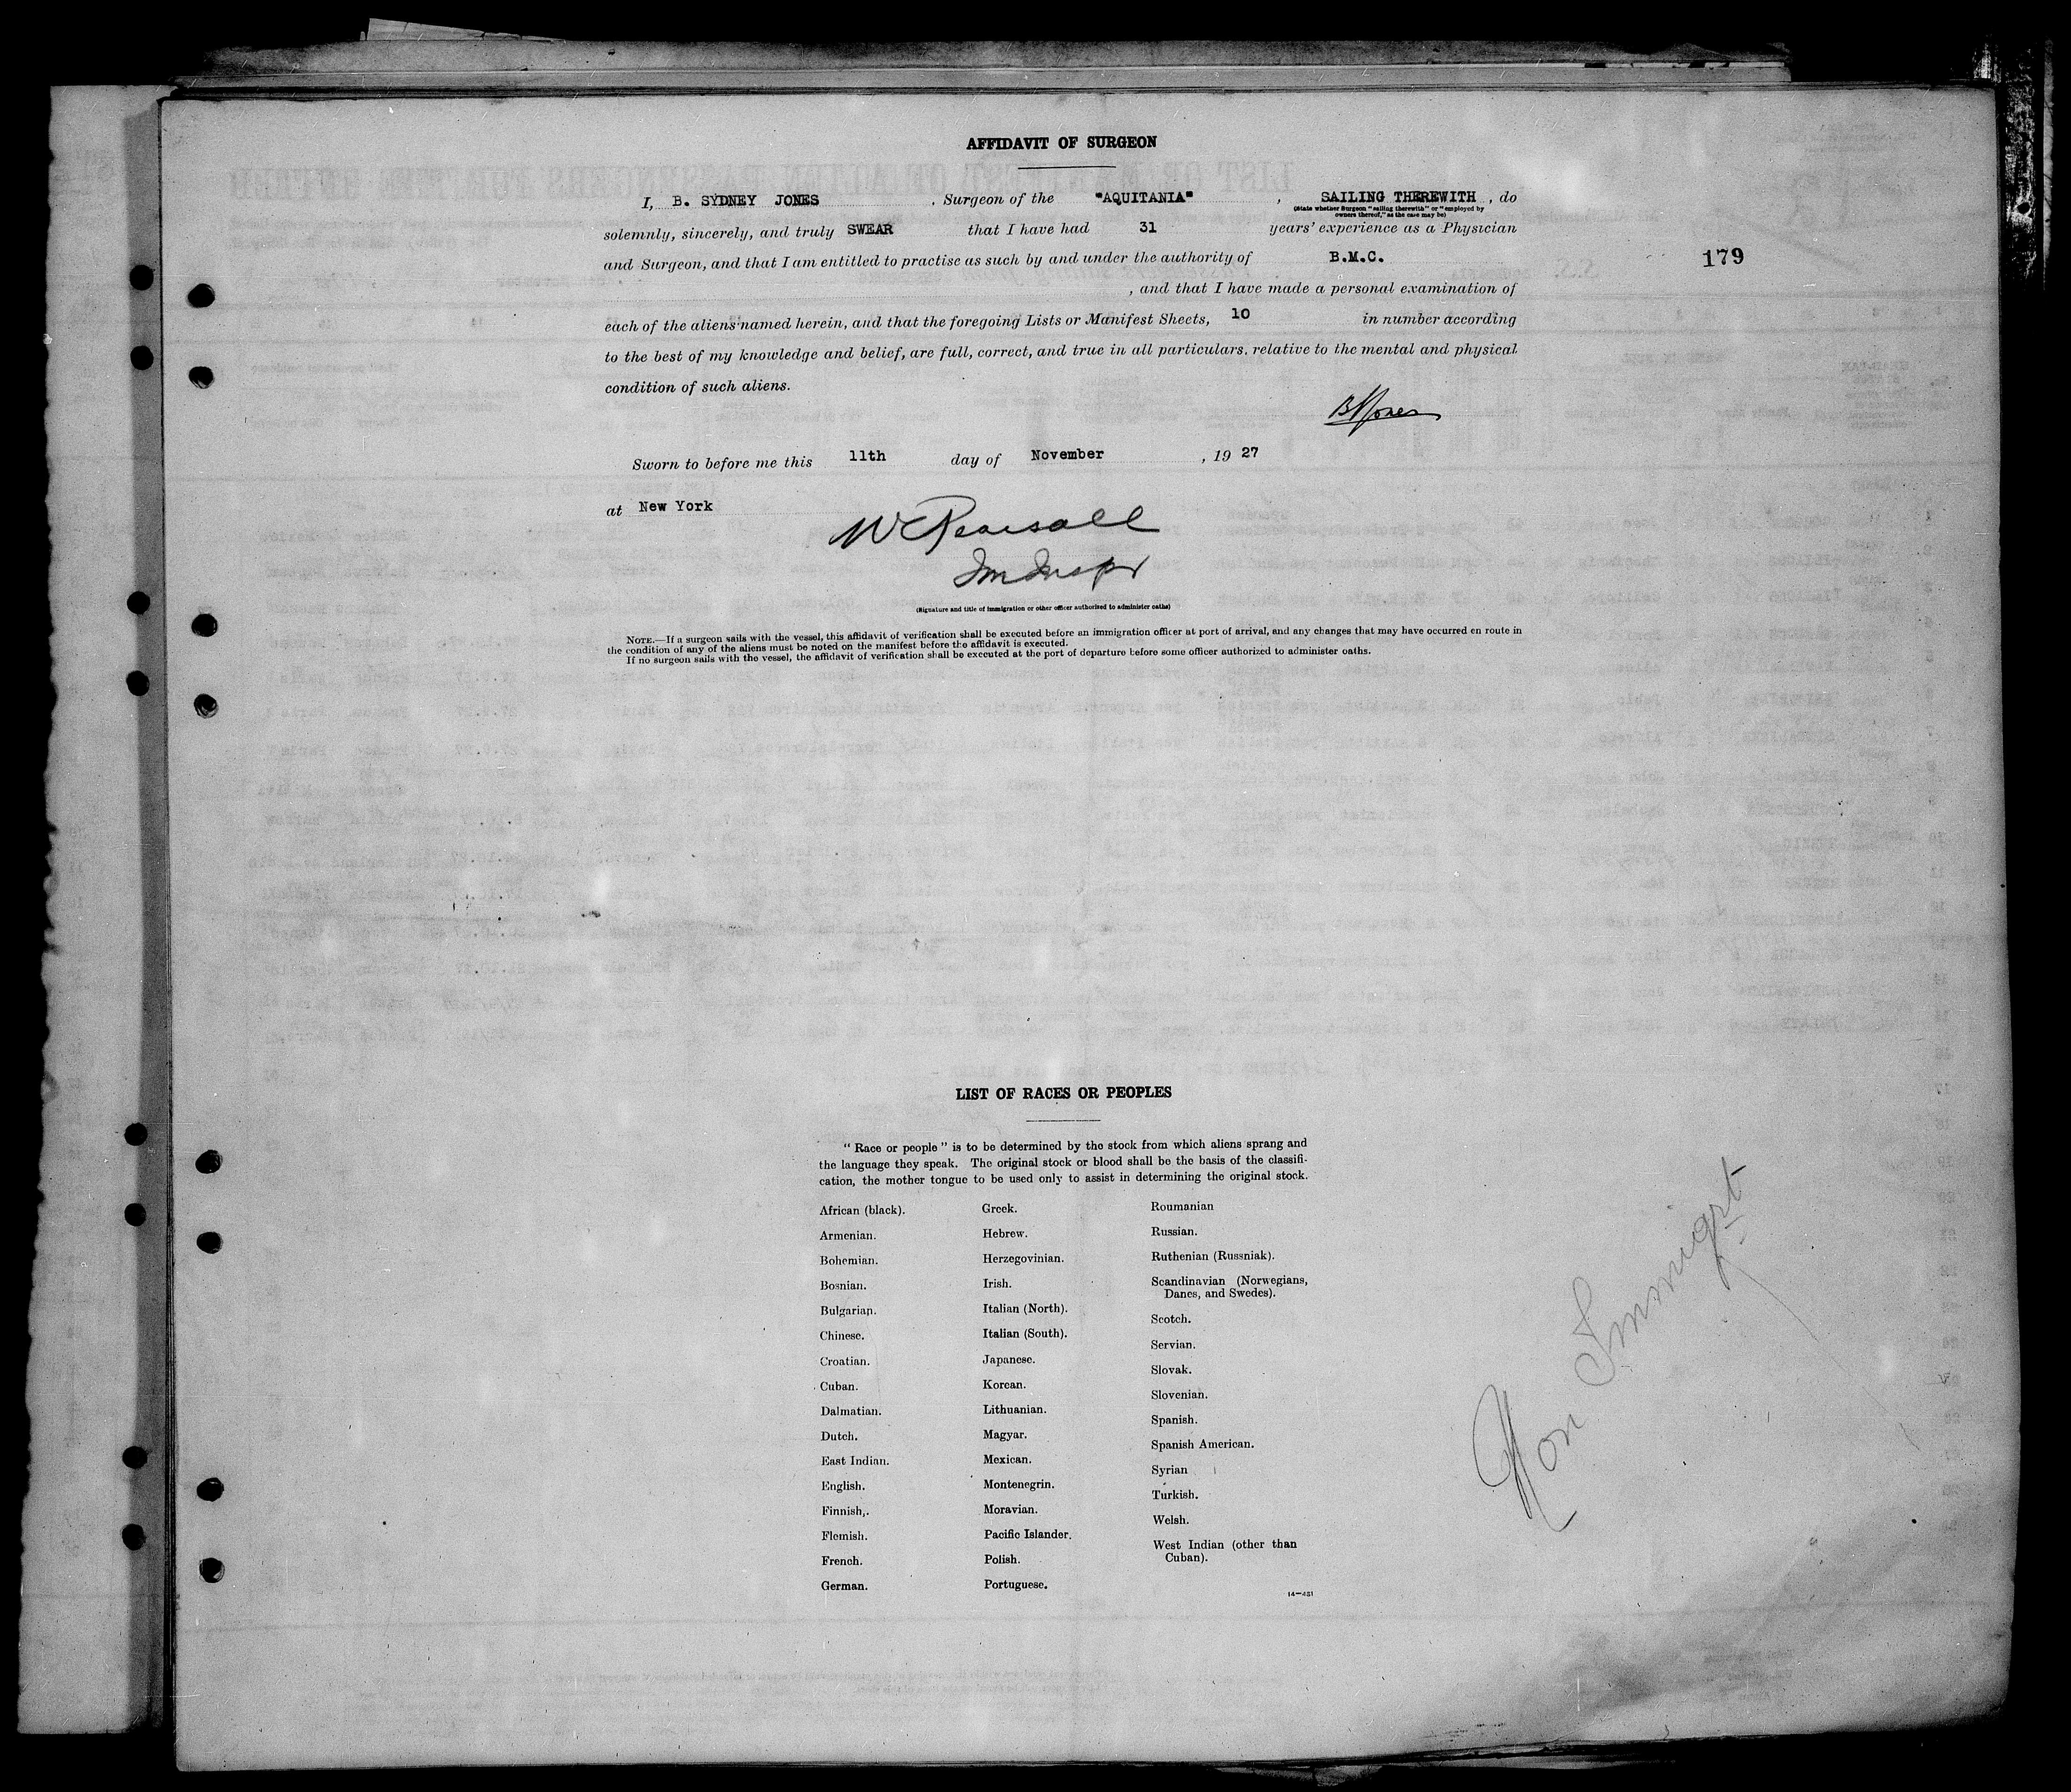 AFFIDAVIT OF SURGEON
I, B. SYDNEY JONES , Surgeon of the "AQUITANIA" , SAILING THEREWITH , do
(State whether Surgeon "sailing therewith" or "employed by
owners thereof," as the case may be)
solemnly, sincerely, and truly SWEAR that I have had 31 years' experience as a Physician
and Surgeon, and that I am entitled to practise as such by and under the authority of B.M.C.
179
, and that I have made a personal examination of
each of the aliens named herein, and that the foregoing Lists or Manifest Sheets, 10 in number according
to the best of my knowledge and belief, are full, correct, and true in all particulars, relative to the mental and physical
condition of such aliens.
BSJones
Sworn to before me this 11th day of November , 19 27
at New York
W C Pearsall
Im Inspr
(Signature and title of immigration or other officer authorized to administer oaths)
NOTE.—If a surgeon sails with the vessel, this affidavit of verification shall be executed before an immigration officer at port of arrival, and any changes that may have occurred en route in
the condition of any of the aliens must be noted on the manifest before the affidavit is executed.
If no surgeon sails with the vessel, the affidavit of verification shall be executed at the port of departure before some officer authorized to administer oaths.
LIST OF RACES OR PEOPLES
"Race or people" is to be determined by the stock from which aliens sprang and
the language they speak. The original stock or blood shall be the basis of the classifi-
cation, the mother tongue to be used only to assist in determining the original stock.
African (black).
Armenian.
Bohemian.
Bosnian.
Bulgarian.
Chinese.
Croatian.
Cuban.
Dalmatian.
Dutch.
East Indian.
English.
Finnish.
Flemish.
French.
German.
Greek.
Hebrew.
Herzegovinian.
Irish.
Italian (North).
Italian (South).
Japanese.
Korean.
Lithuanian.
Magyar.
Mexican.
Montenegrin.
Moravian.
Pacific Islander.
Polish.
Portuguese.
Roumanian
Russian.
Ruthenian (Russniak).
Scandinavian (Norwegians,
Danes, and Swedes).
Scotch.
Servian.
Slovak.
Slovenian.
Spanish.
Spanish American.
Syrian
Turkish.
Welsh.
West Indian (other than
Cuban).
14—431
Non Immigrt